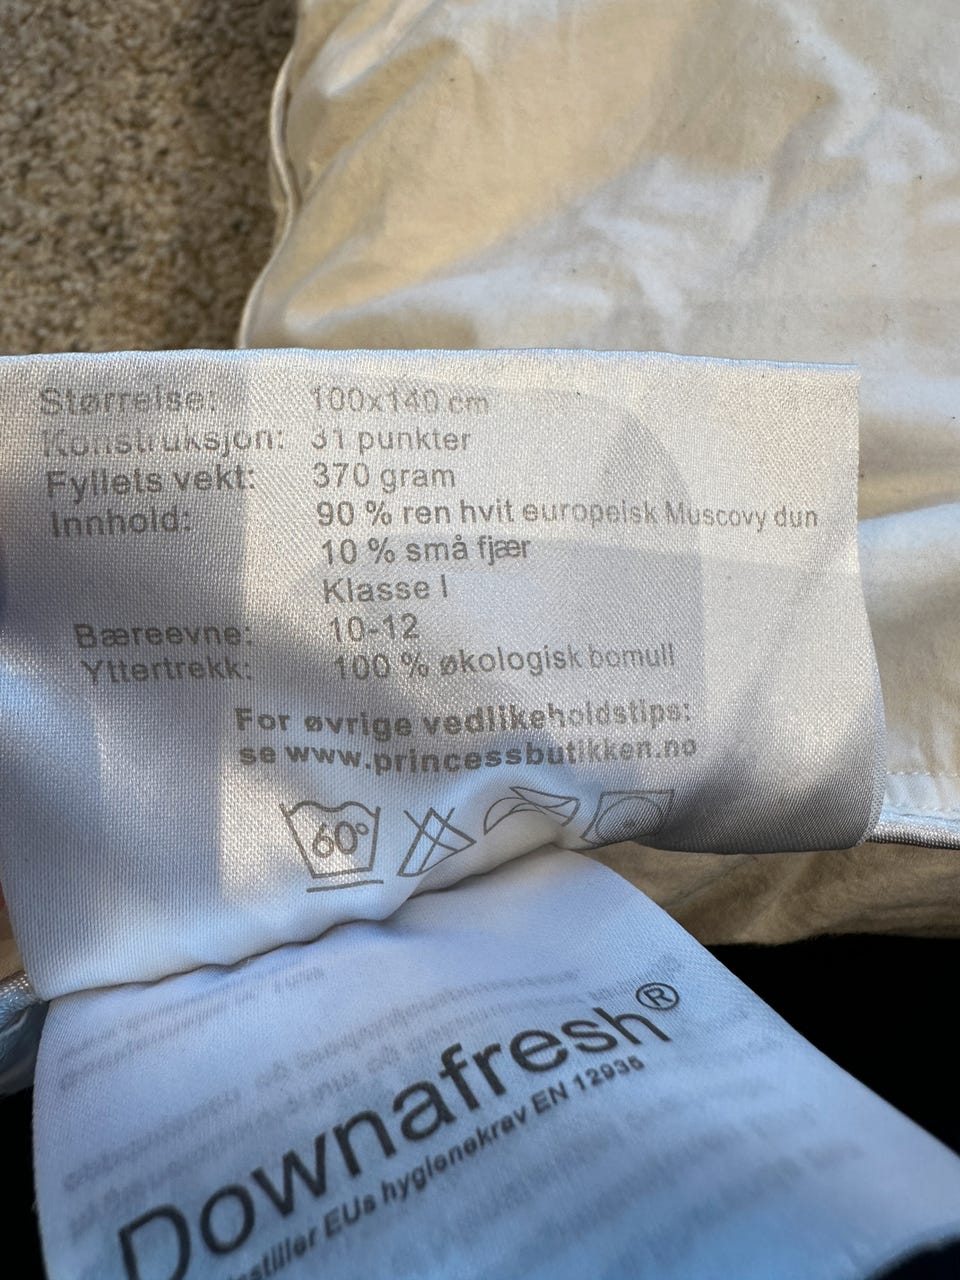 Størrelse: 100x140 cm
Konstruksjon: 31 punkter
Fyllets vekt: 370 gram
Innhold: 90 % ren hvit europeisk Muscovy dun
10 % små fjær
Klasse I
Bæreevne: 10-12
Yttertrekk: 100 % økologisk bomull
For øvrige vedlikeholdstips:
se www.princessbutikken.no
60°
Downafresh®
EUs hygienekrav EN 12935